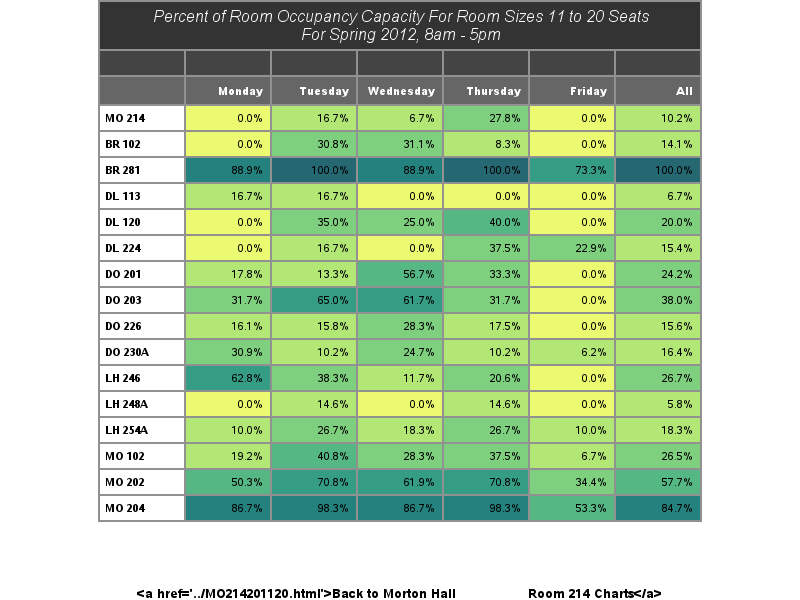 Percent of Room Occupancy Capacity For Room Sizes 11 to 20 Seats
For Spring 2012, 8am - 5pm
Monday Tuesday Wednesday Thursday Friday All
MO 214 0.0% 16.7% 6.7% 27.8% 0.0% 10.2%
BR 102 0.0% 30.8% 31.1% 8.3% 0.0% 14.1%
BR 281 88.9% 100.0% 88.9% 100.0% 73.3% 100.0%
DL 113 16.7% 16.7% 0.0% 0.0% 0.0% 6.7%
DL 120 0.0% 35.0% 25.0% 40.0% 0.0% 20.0%
DL 224 0.0% 16.7% 0.0% 37.5% 22.9% 15.4%
DO 201 17.8% 13.3% 56.7% 33.3% 0.0% 24.2%
DO 203 31.7% 65.0% 61.7% 31.7% 0.0% 38.0%
DO 226 16.1% 15.8% 28.3% 17.5% 0.0% 15.6%
DO 230A 30.9% 10.2% 24.7% 10.2% 6.2% 16.4%
LH 246 62.8% 38.3% 11.7% 20.6% 0.0% 26.7%
LH 248A 0.0% 14.6% 0.0% 14.6% 0.0% 5.8%
LH 254A 10.0% 26.7% 18.3% 26.7% 10.0% 18.3%
MO 102 19.2% 40.8% 28.3% 37.5% 6.7% 26.5%
MO 202 50.3% 70.8% 61.9% 70.8% 34.4% 57.7%
MO 204 86.7% 98.3% 86.7% 98.3% 53.3% 84.7%
<a href='../MO214201120.html'>Back to Morton Hall Room 214 Charts</a>